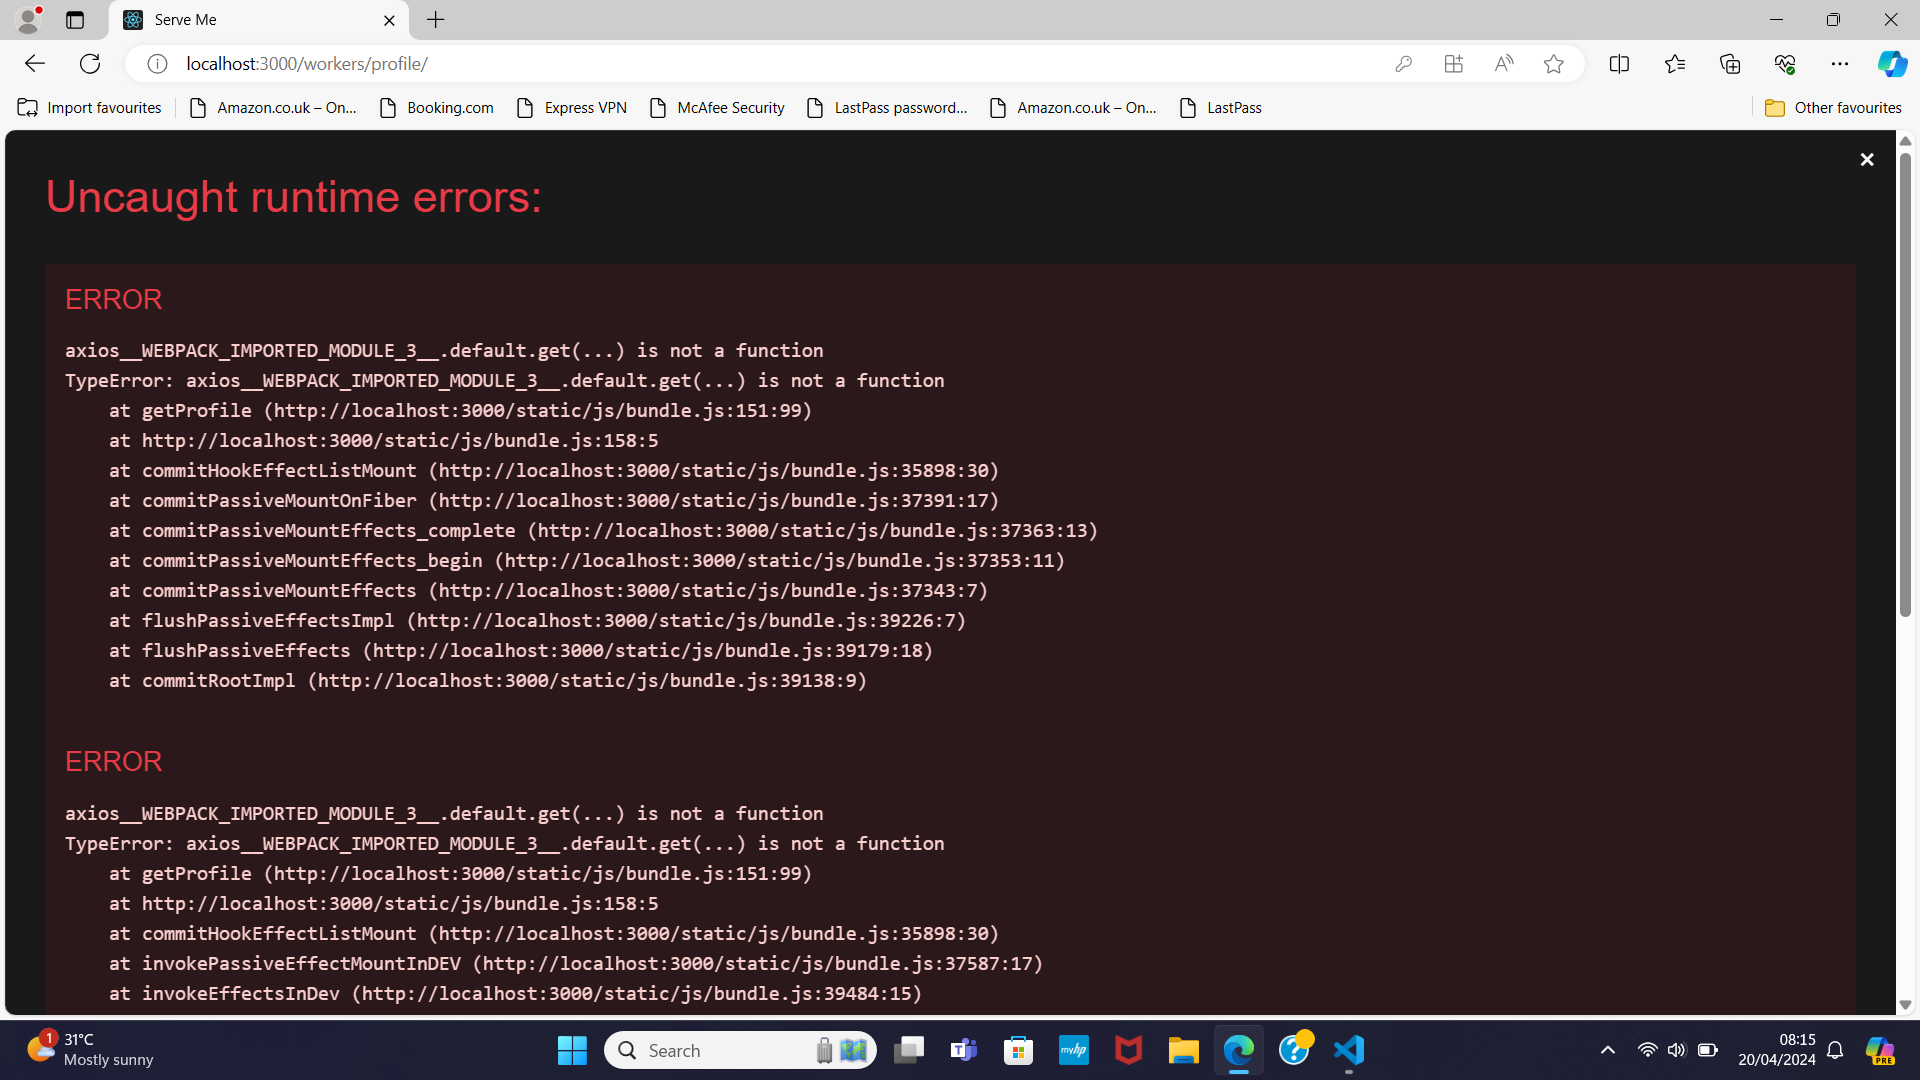 Serve Me
localhost:3000/workers/profile/
Import favourites
Amazon.co.uk – On...
Booking.com
Express VPN
McAfee Security
LastPass password...
Amazon.co.uk – On...
LastPass
Other favourites
Uncaught runtime errors:
ERROR
axios__WEBPACK_IMPORTED_MODULE_3__.default.get(...) is not a function
TypeError: axios__WEBPACK_IMPORTED_MODULE_3__.default.get(...) is not a function
at getProfile (http://localhost:3000/static/js/bundle.js:151:99)
at http://localhost:3000/static/js/bundle.js:158:5
at commitHookEffectListMount (http://localhost:3000/static/js/bundle.js:35898:30)
at commitPassiveMountOnFiber (http://localhost:3000/static/js/bundle.js:37391:17)
at commitPassiveMountEffects_complete (http://localhost:3000/static/js/bundle.js:37363:13)
at commitPassiveMountEffects_begin (http://localhost:3000/static/js/bundle.js:37353:11)
at commitPassiveMountEffects (http://localhost:3000/static/js/bundle.js:37343:7)
at flushPassiveEffectsImpl (http://localhost:3000/static/js/bundle.js:39226:7)
at flushPassiveEffects (http://localhost:3000/static/js/bundle.js:39179:18)
at commitRootImpl (http://localhost:3000/static/js/bundle.js:39138:9)
ERROR
axios__WEBPACK_IMPORTED_MODULE_3__.default.get(...) is not a function
TypeError: axios__WEBPACK_IMPORTED_MODULE_3__.default.get(...) is not a function
at getProfile (http://localhost:3000/static/js/bundle.js:151:99)
at http://localhost:3000/static/js/bundle.js:158:5
at commitHookEffectListMount (http://localhost:3000/static/js/bundle.js:35898:30)
at invokePassiveEffectMountInDEV (http://localhost:3000/static/js/bundle.js:37587:17)
at invokeEffectsInDev (http://localhost:3000/static/js/bundle.js:39484:15)
1
31°C
Mostly sunny
Search
myhp
08:15
20/04/2024
PRE